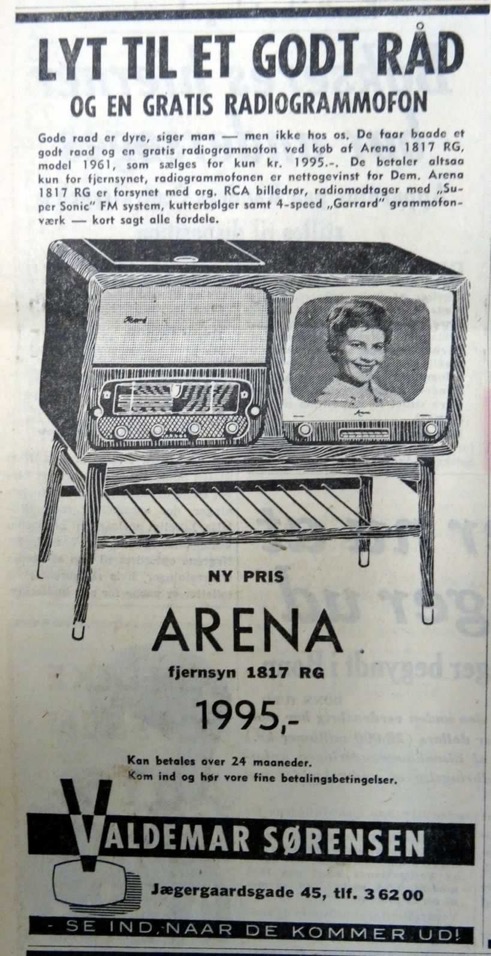 LYT TIL ET GODT RÅD
OG EN GRATIS RADIOGRAMMOFON
Gode raad er dyre, siger man — men ikke hos os. De faar baade et
godt raad og en gratis radiogrammofon ved køb af Arena 1817 RG,
model 1961, som sælges for kun kr. 1995.-. De betaler altsaa
kun for fjernsynet, radiogrammofonen er nettogevinst for Dem. Arena
1817 RG er forsynet med org. RCA billedrør, radiomodtager med „Su-
per Sonic" FM system, kutterbølger samt 4-speed „Garrard" grammofon-
værk — kort sagt alle fordele.
NY PRIS
ARENA
fjernsyn 1817 RG
1995,-
Kan betales over 24 maaneder.
Kom ind og hør vore fine betalingsbetingelser.
VALDEMAR SØRENSEN
Jægergaardsgade 45, tlf. 3 62 00
- SE IND, NAAR DE KOMMER UD!